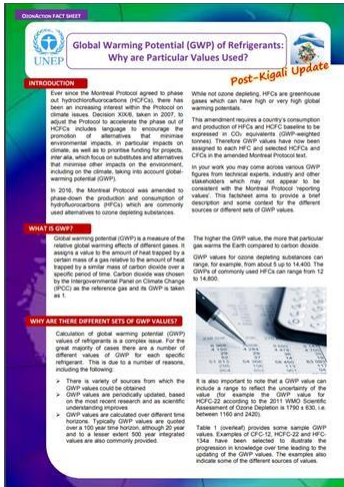 OZONACTION FACT SHEET
UNEP
Global Warming Potential (GWP) of Refrigerants:
Why are Particular Values Used?
Post-Kigali Update
INTRODUCTION
Ever since the Montreal Protocol agreed to phase
out hydrochlorofluorocarbons (HCFCs), there has
been an increasing interest within the Protocol on
climate issues. Decision XIX/6, taken in 2007, to
adjust the Protocol to accelerate the phase out of
HCFCs includes language to encourage the
promotion of alternatives that minimise
environmental impacts, in particular impacts on
climate, as well as to prioritise funding for projects,
inter alia, which focus on substitutes and alternatives
that minimise other impacts on the environment,
including on the climate, taking into account global-
warming potential (GWP).
In 2016, the Montreal Protocol was amended to
phase-down the production and consumption of
hydrofluorocarbons (HFCs) which are commonly
used alternatives to ozone depleting substances.
While not ozone depleting, HFCs are greenhouse
gases which can have high or very high global
warming potentials.
This amendment requires a country's consumption
and production of HFCs and HCFC baseline to be
expressed in CO₂ equivalents (GWP-weighted
tonnes). Therefore GWP values have now been
assigned to each HFC and selected HCFCs and
CFCs in the amended Montreal Protocol text.
In your work you may come across various GWP
figures from technical experts, industry and other
stakeholders which may not appear to be
consistent with the Montreal Protocol 'reporting
values'. This factsheet aims to provide a brief
description and some context for the different
sources or different sets of GWP values.
WHAT IS GWP?
Global warming potential (GWP) is a measure of the
relative global warming effects of different gases. It
assigns a value to the amount of heat trapped by a
certain mass of a gas relative to the amount of heat
trapped by a similar mass of carbon dioxide over a
specific period of time. Carbon dioxide was chosen
by the Intergovernmental Panel on Climate Change
(IPCC) as the reference gas and its GWP is taken
as 1.
The higher the GWP value, the more that particular
gas warms the Earth compared to carbon dioxide.
GWP values for ozone depleting substances can
range, for example, from about 5 up to 14,400. The
GWPs of commonly used HFCs can range from 12
to 14,800.
WHY ARE THERE DIFFERENT SETS OF GWP VALUES?
Calculation of global warming potential (GWP)
values of refrigerants is a complex issue. For the
great majority of cases there are a number of
different values of GWP for each specific
refrigerant. This is due to a number of reasons,
including the following:
➢ There is variety of sources from which the
GWP values could be obtained
➢ GWP values are periodically updated, based
on the most recent research and as scientific
understanding improves
➢ GWP values are calculated over different time
horizons. Typically GWP values are quoted
over a 100 year time horizon, although 20 year
and to a lesser extent 500 year integrated
values are also commonly provided.
It is also important to note that a GWP value can
include a range to reflect the uncertainty of the
value (for example the GWP value for
HCFC-22 according to the 2011 WMO Scientific
Assessment of Ozone Depletion is 1790 ± 630, i.e.
between 1160 and 2420).
Table 1 (overleaf) provides some sample GWP
values. Examples of CFC-12, HCFC-22 and HFC-
134a have been selected to illustrate the
progression in knowledge over time leading to the
updating of the GWP values. The examples also
indicate some of the different sources of values.